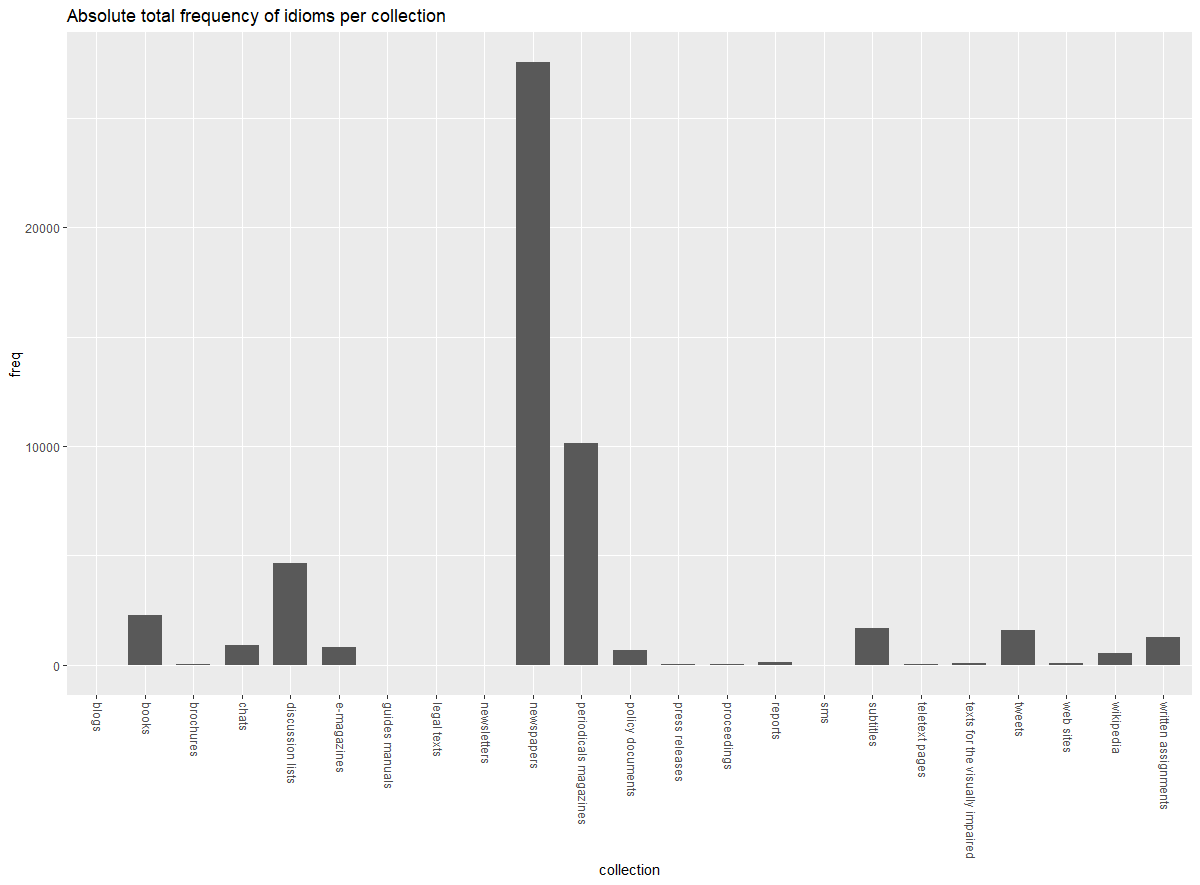 Absolute total frequency of idioms per collection
freq
20000
10000
0
blogs
books
brochures
chats
discussion lists
e-magazines
guides manuals
legal texts
newsletters
newspapers
periodicals magazines
policy documents
press releases
proceedings
reports
sms
subtitles
teletext pages
texts for the visually impaired
tweets
web sites
wikipedia
written assignments
collection